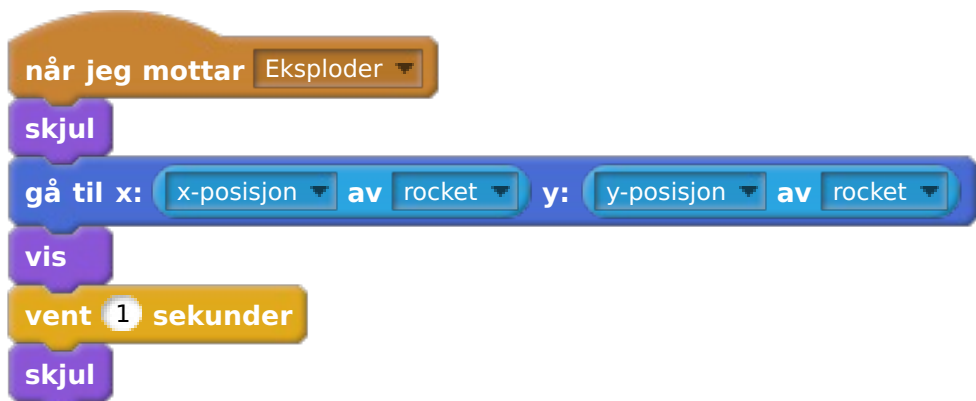 når jeg mottar Eksploder
skjul
gå til x: x-posisjon av rocket y: y-posisjon av rocket
vis
vent 1 sekunder
skjul